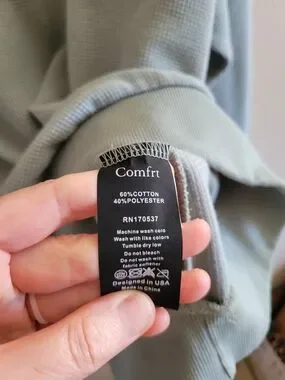 Comfrt
60%COTTON
40%POLYESTER
RN170537
Machine wash cold
Wash with like colors
Tumble dry low
Do not bleach
Do not wash with
fabric softener
Designed in USA
Made in China